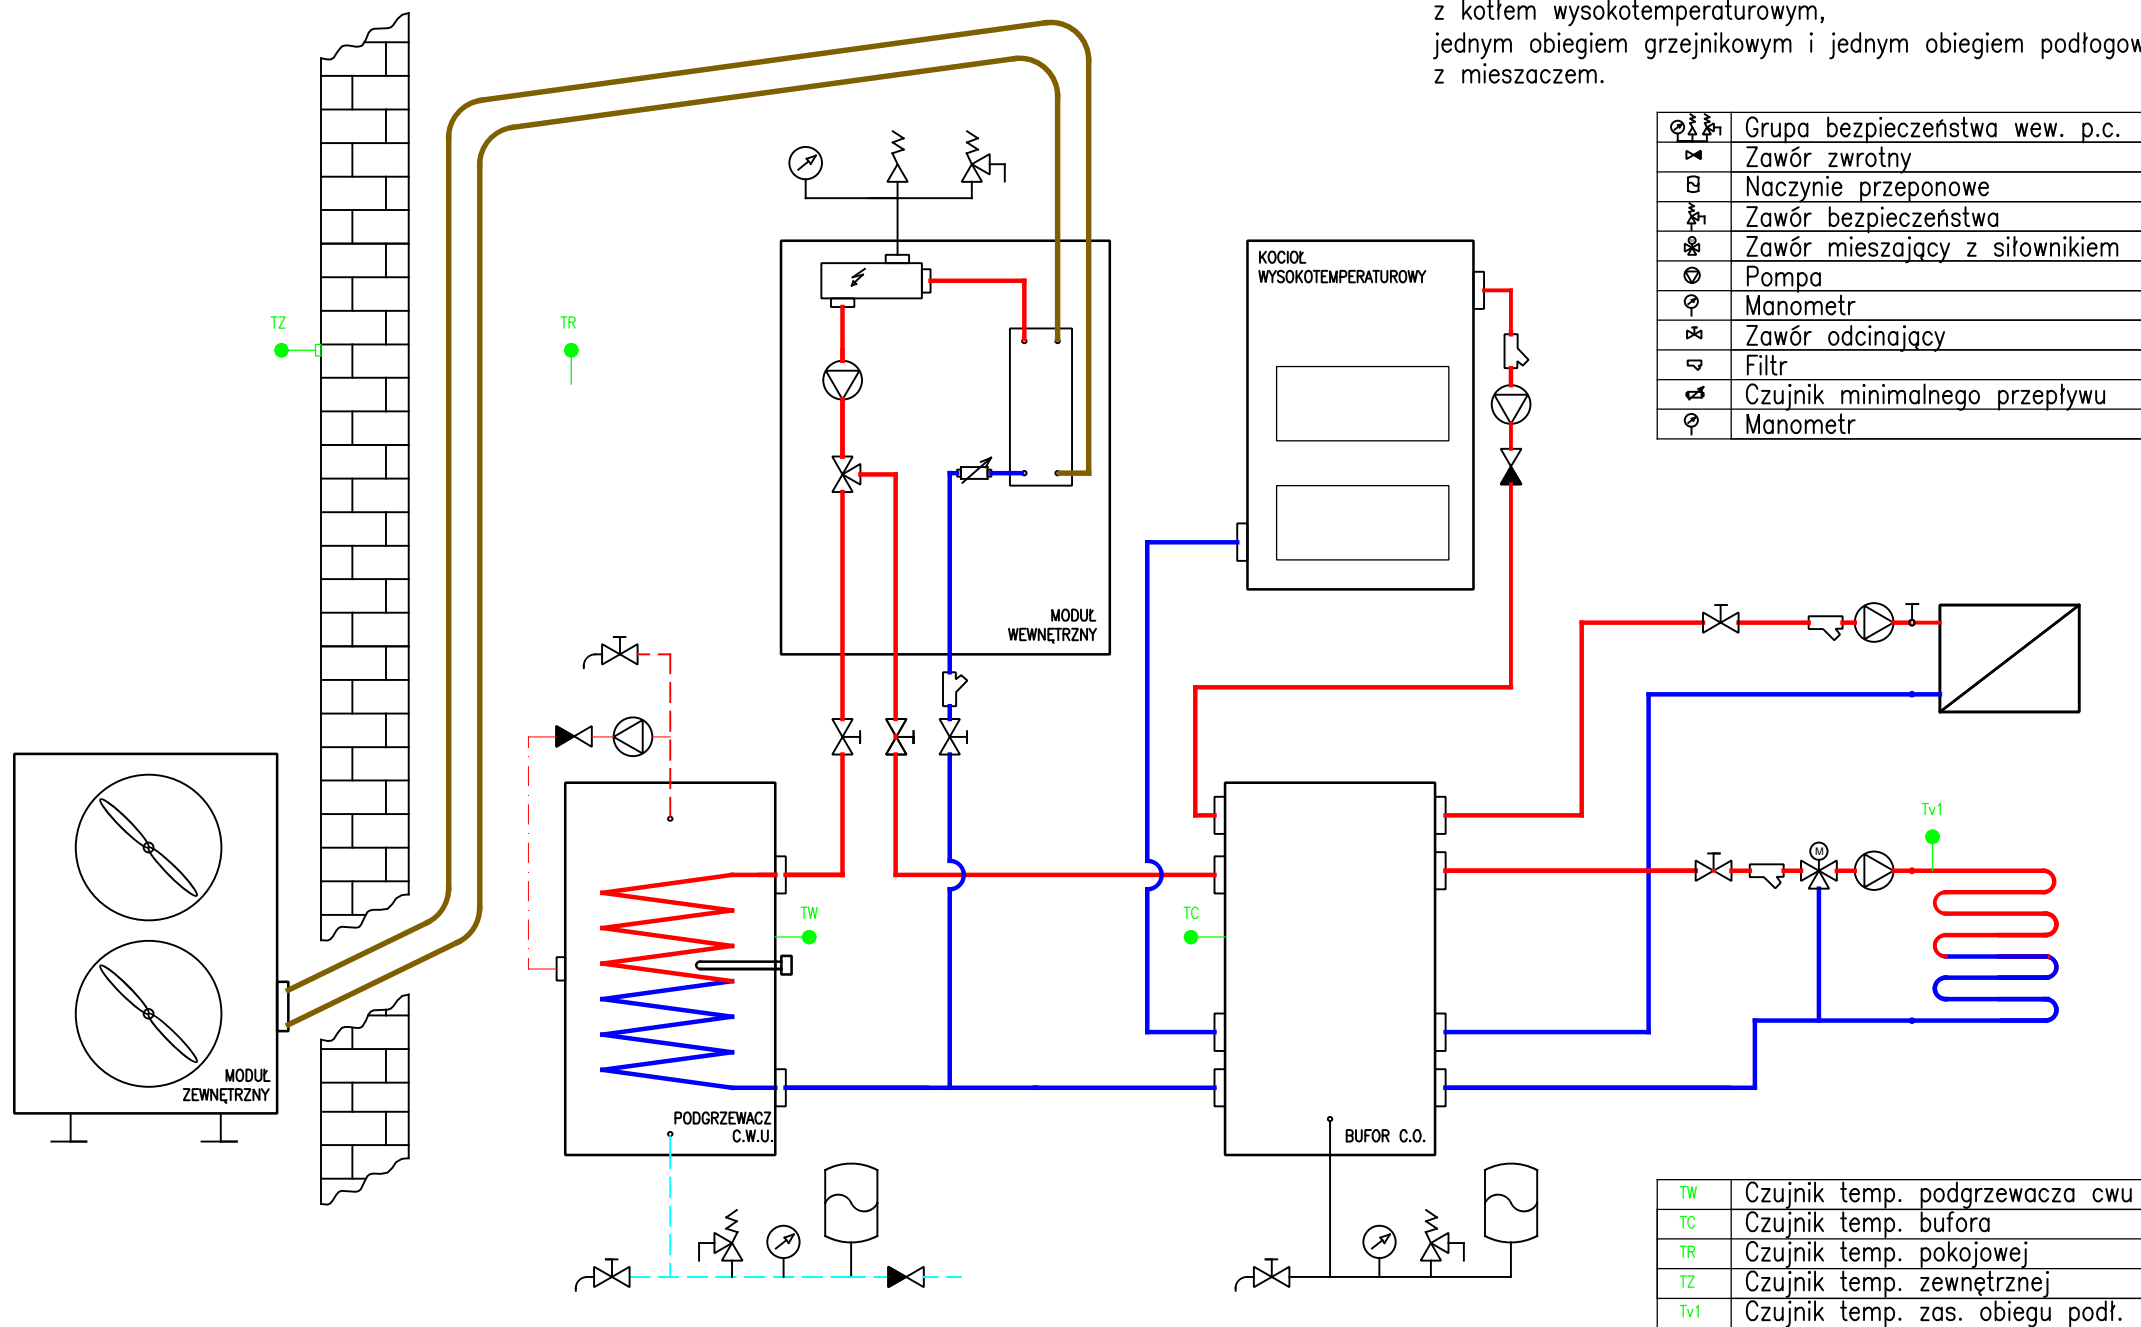 z kotłem wysokotemperaturowym,
jednym obiegiem grzejnikowym i jednym obiegiem podłogow
z mieszaczem.
Grupa bezpieczeństwa wew. p.c.
Zawór zwrotny
Naczynie przeponowe
Zawór bezpieczeństwa
Zawór mieszający z siłownikiem
Pompa
Manometr
Zawór odcinający
Filtr
Czujnik minimalnego przepływu
Manometr
KOCIOŁ
WYSOKOTEMPERATUROWY
TZ
TR
MODUŁ
WEWNĘTRZNY
Tv1
M
TW
TC
MODUŁ
ZEWNĘTRZNY
PODGRZEWACZ
C.W.U.
BUFOR C.O.
TW Czujnik temp. podgrzewacza cwu
TC Czujnik temp. bufora
TR Czujnik temp. pokojowej
TZ Czujnik temp. zewnętrznej
Tv1 Czujnik temp. zas. obiegu podł.